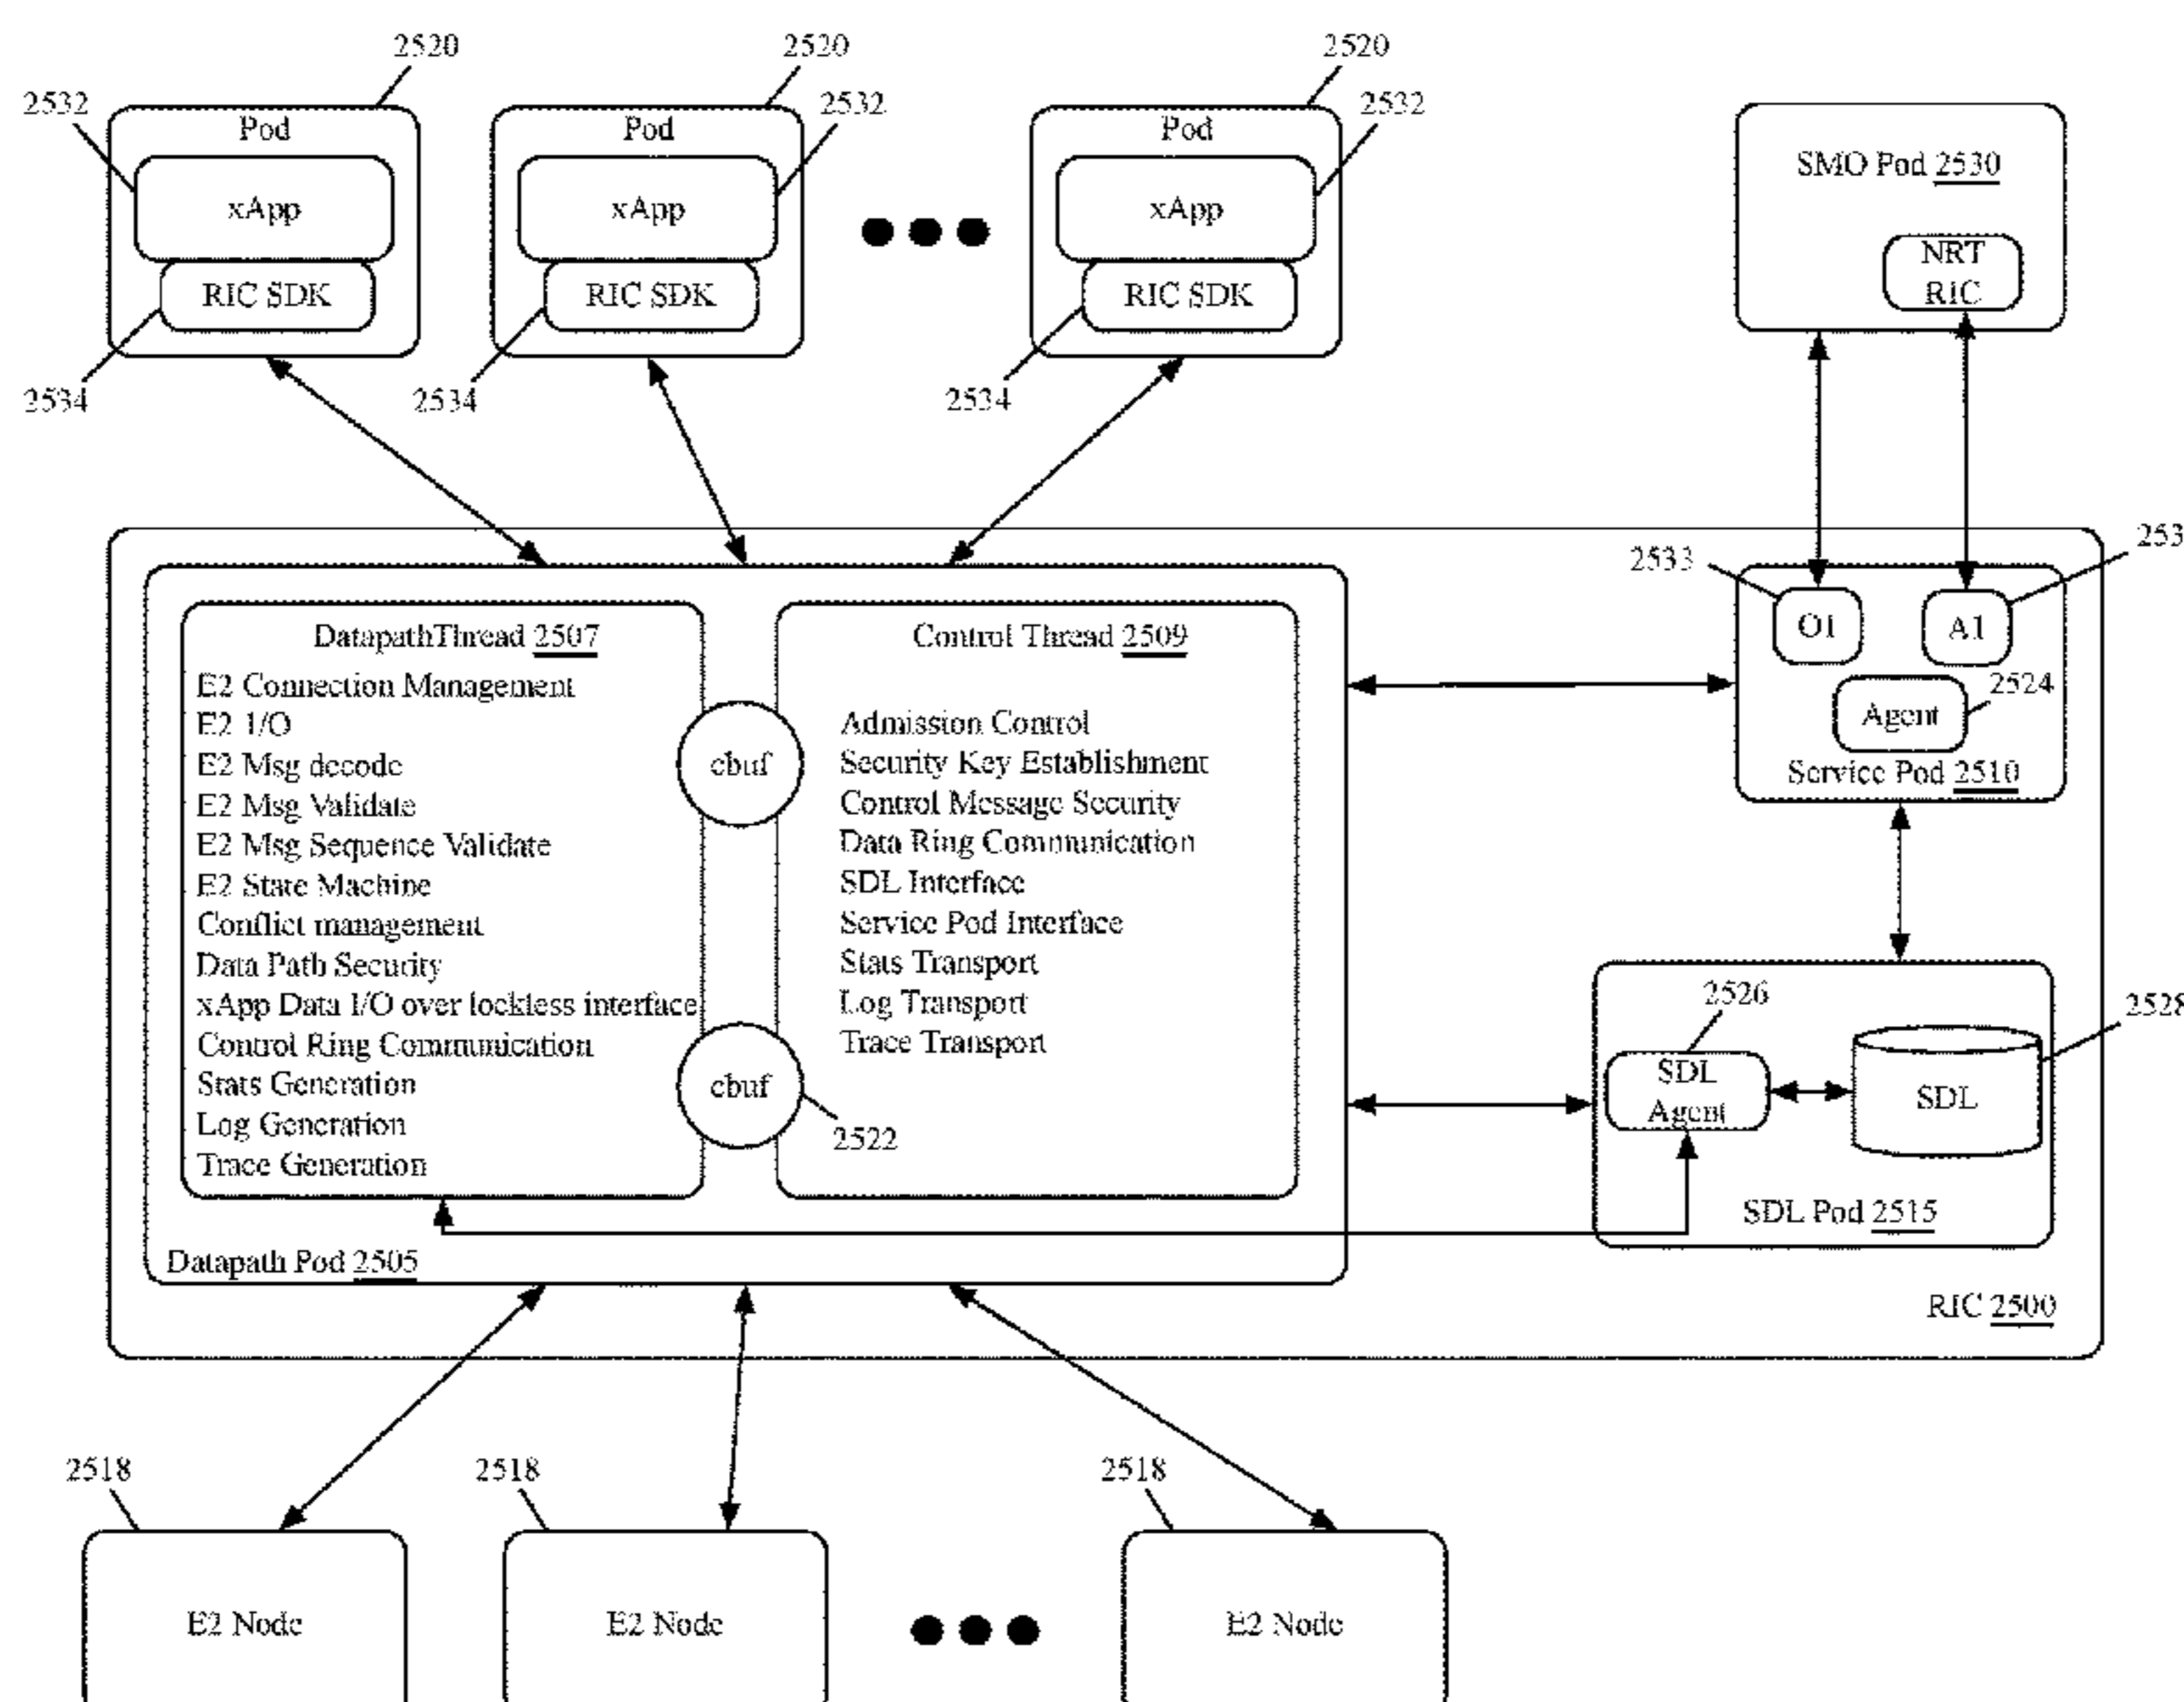 2520
2520
2520
2532
2532
2532
Pod
Pod
Pod
xApp
xApp
xApp
RIC SDK
RIC SDK
RIC SDK
2534
2534
2534
SMO Pod 2530
NRT
RIC
2533
O1
A1
2524
Agent
Service Pod 2510
DatapathThread 2507
E2 Connection Management
E2 I/O
E2 Msg decode
E2 Msg Validate
E2 Msg Sequence Validate
E2 State Machine
Conflict management
Data Path Security
xApp Data I/O over lockless interface
Control Ring Communication
Stats Generation
Log Generation
Trace Generation
cbuf
cbuf
2522
Control Thread 2509
Admission Control
Security Key Establishment
Control Message Security
Data Ring Communication
SDL Interface
Service Pod Interface
Stats Transport
Log Transport
Trace Transport
2526
2528
SDL
Agent
SDL
SDL Pod 2515
Datapath Pod 2505
RIC 2500
2518
2518
2518
E2 Node
E2 Node
E2 Node